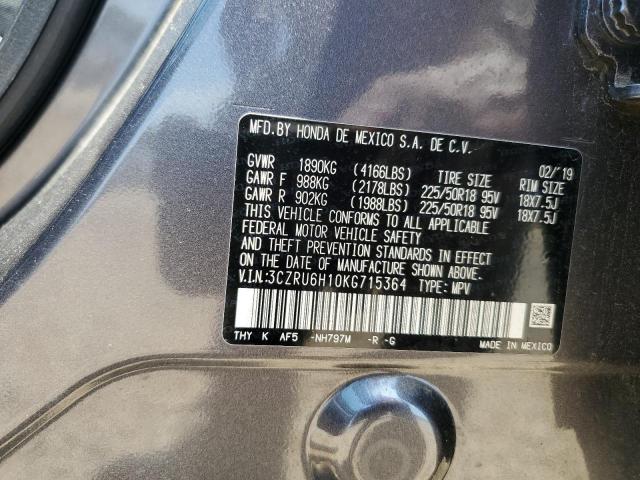 MFD.BY HONDA DE MEXICO S.A. DE C.V.
02/'19
GVWR 1890KG (4166LBS) TIRE SIZE RIM SIZE
GAWR F 988KG (2178LBS) 225/50R18 95V 18X7.5J
GAWR R 902KG (1988LBS) 225/50R18 95V 18X7.5J
THIS VEHICLE CONFORMS TO ALL APPLICABLE
FEDERAL MOTOR VEHICLE SAFETY
AND THEFT PREVENTION STANDARDS IN EFFECT
ON THE DATE OF MANUFACTURE SHOWN ABOVE.
V.I.N:3CZRU6H10KG715364 TYPE: MPV
THY K AF5 -NH797M -R -G MADE IN MEXICO